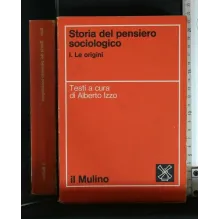 Storia del pensiero
sociologico
I. Le origini
Testi a cura
di Alberto Izzo
il Mulino